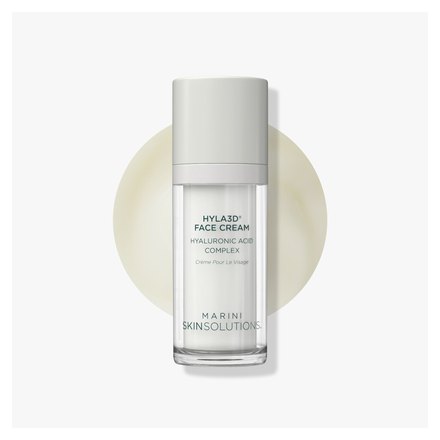 HYLA3D®
FACE CREAM
HYALURONIC ACID
COMPLEX
Crème Pour Le Visage
MARINI
SKINSOLUTIONS.